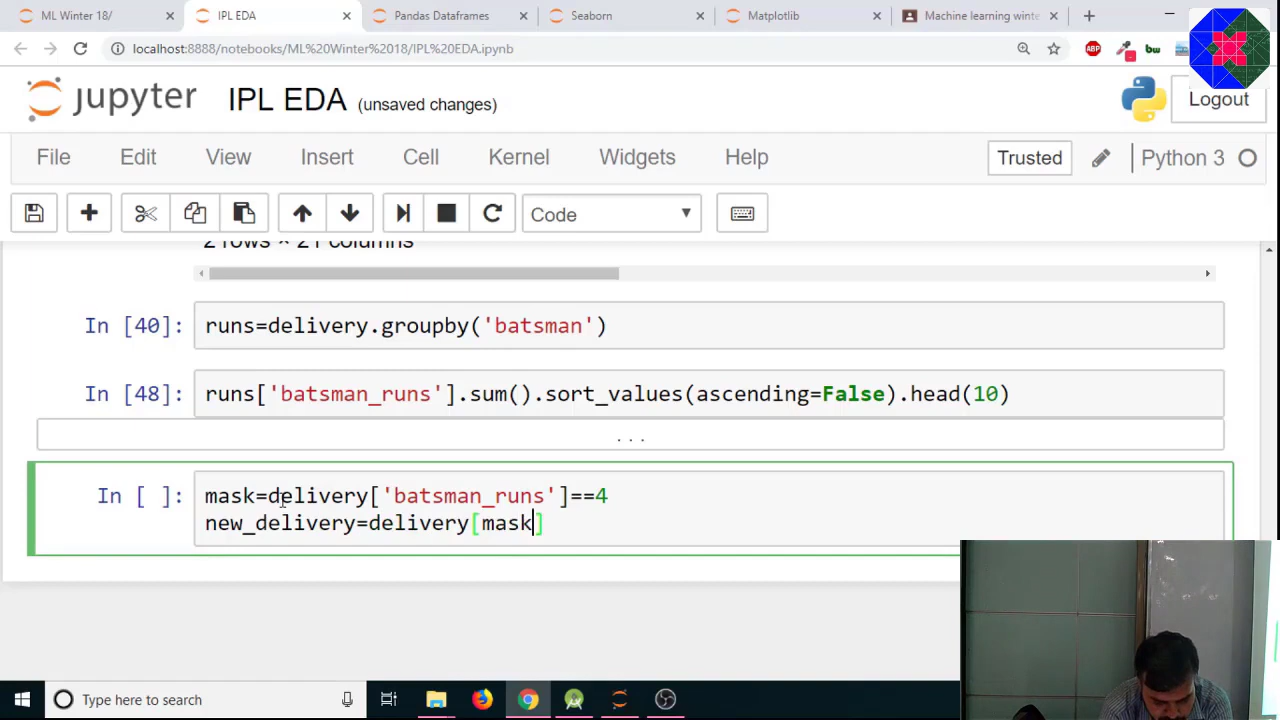 ML Winter 18/
IPL EDA
Pandas Dataframes
Seaborn
Matplotlib
Machine learning winte
localhost:8888/notebooks/ML%20Winter%2018/IPL%20EDA.ipynb
ABP
bw
jupyter IPL EDA (unsaved changes)
Logout
File Edit View Insert Cell Kernel Widgets Help
Trusted
Python 3
Code
2 rows × 21 columns
In [40]: runs=delivery.groupby('batsman')
In [48]: runs['batsman_runs'].sum().sort_values(ascending=False).head(10)
...
In [ ]: mask=delivery['batsman_runs']==4
new_delivery=delivery[mask]
Type here to search